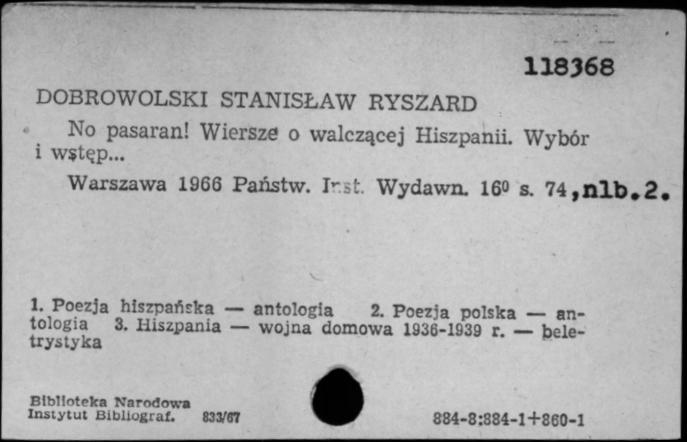 118368
DOBROWOLSKI STANISŁAW RYSZARD
No pasaran! Wiersze o walczącej Hiszpanii. Wybór
i wstęp...
Warszawa 1966 Państw. Inst. Wydawn. 16⁰ s. 74,nlb.2.
1. Poezja hiszpańska — antologia 2. Poezja polska — an-
tologia 3. Hiszpania — wojna domowa 1936-1939 r. — bele-
trystyka
Biblioteka Narodowa
Instytut Bibliograf. 833/67
884-8:884-1+860-1